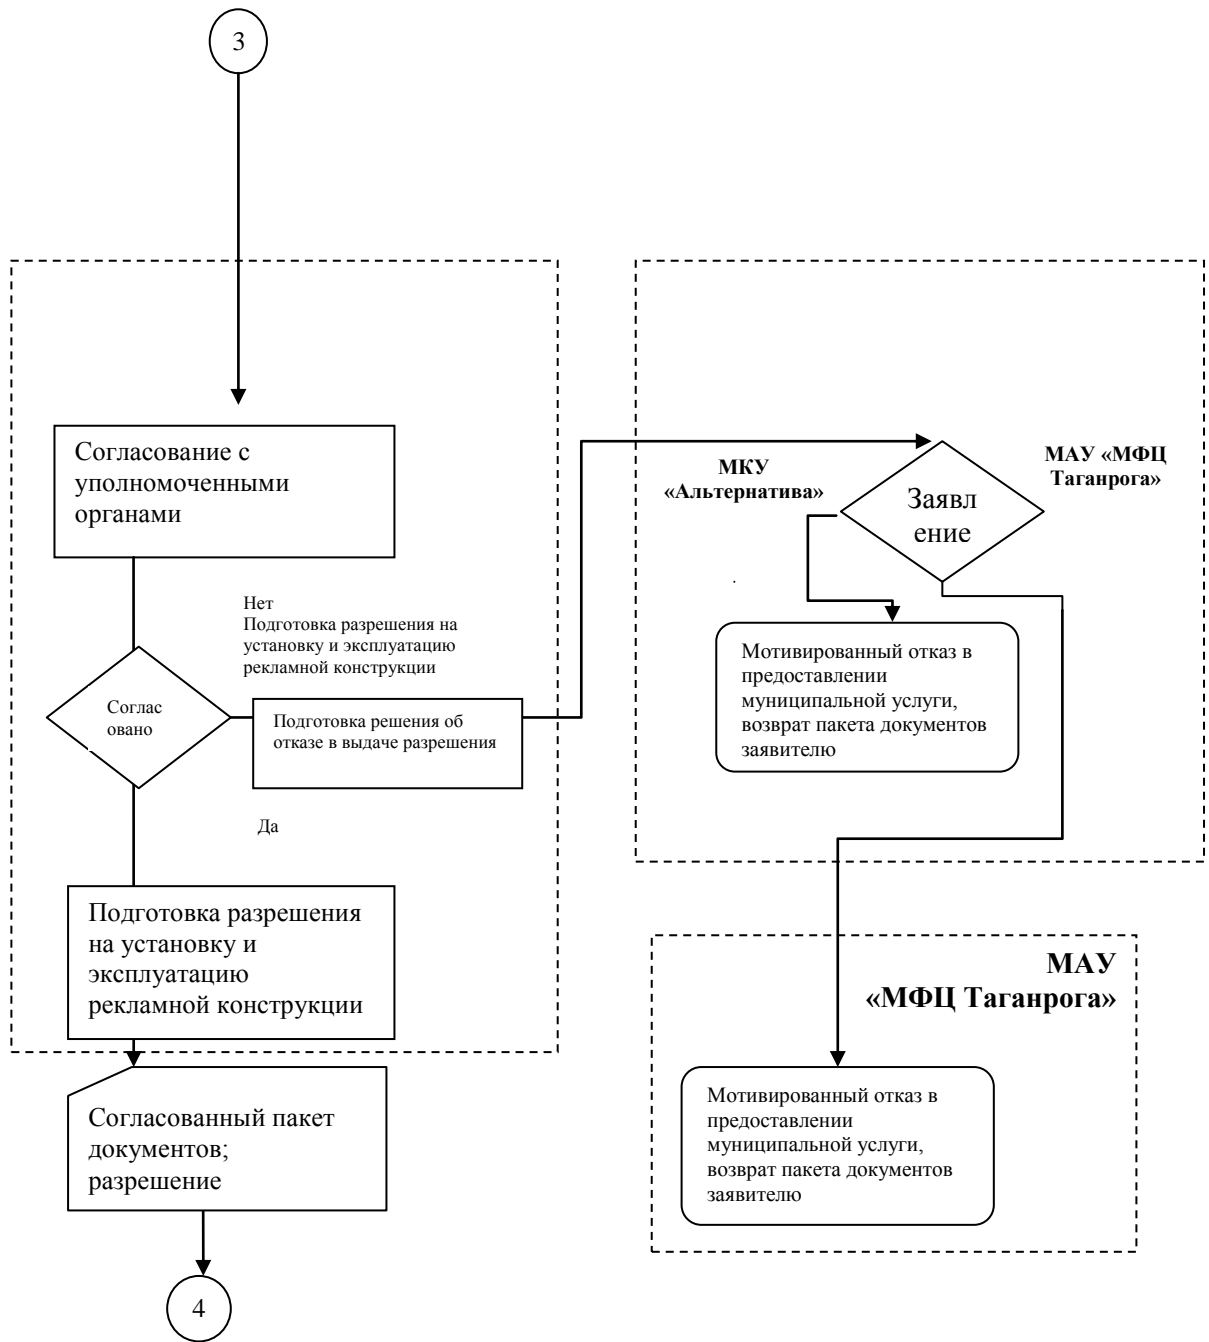 3
Согласование с
уполномоченными
органами
Нет
Подготовка разрешения на
установку и эксплуатацию
рекламной конструкции
Соглас
овано
Подготовка решения об
отказе в выдаче разрешения
Да
Подготовка разрешения
на установку и
эксплуатацию
рекламной конструкции
Согласованный пакет
документов;
разрешение
4
МКУ
«Альтернатива»
Заявл
ение
МАУ «МФЦ
Таганрога»
.
Мотивированный отказ в
предоставлении
муниципальной услуги,
возврат пакета документов
заявителю
МАУ
«МФЦ Таганрога»
Мотивированный отказ в
предоставлении
муниципальной услуги,
возврат пакета документов
заявителю